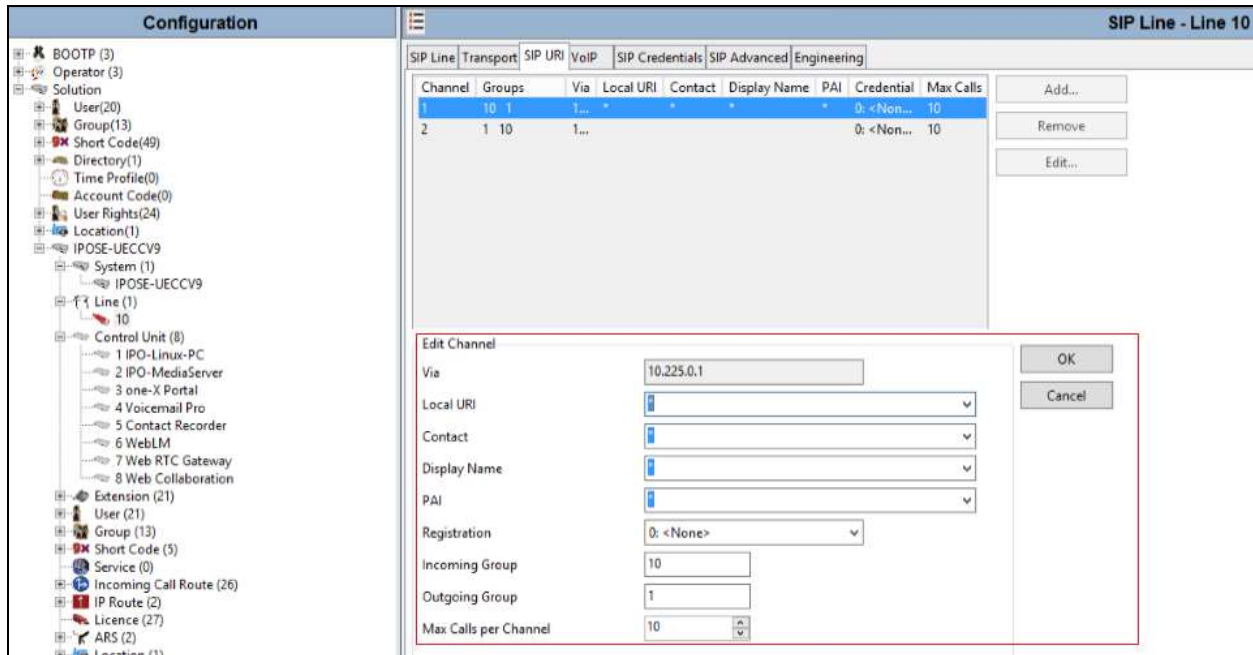 Configuration
BOOTP (3)
Operator (3)
Solution
User(20)
Group(13)
Short Code(49)
Directory(1)
Time Profile(0)
Account Code(0)
User Rights(24)
Location(1)
IPOSE-UECCV9
System (1)
IPOSE-UECCV9
Line (1)
10
Control Unit (8)
1 IPO-Linux-PC
2 IPO-MediaServer
3 one-X Portal
4 Voicemail Pro
5 Contact Recorder
6 WebLM
7 Web RTC Gateway
8 Web Collaboration
Extension (21)
User (21)
Group (13)
Short Code (5)
Service (0)
Incoming Call Route (26)
IP Route (2)
Licence (27)
ARS (2)
Location (1)
SIP Line - Line 10
SIP Line Transport SIP URI VoIP SIP Credentials SIP Advanced Engineering
Channel Groups Via Local URI Contact Display Name PAI Credential Max Calls
1 10 1 1... * * * * 0: <Non... 10
2 1 10 1... 0: <Non... 10
Add...
Remove
Edit...
Edit Channel
Via 10.225.0.1
Local URI *
Contact *
Display Name *
PAI *
Registration 0: <None>
Incoming Group 10
Outgoing Group 1
Max Calls per Channel 10
OK
Cancel